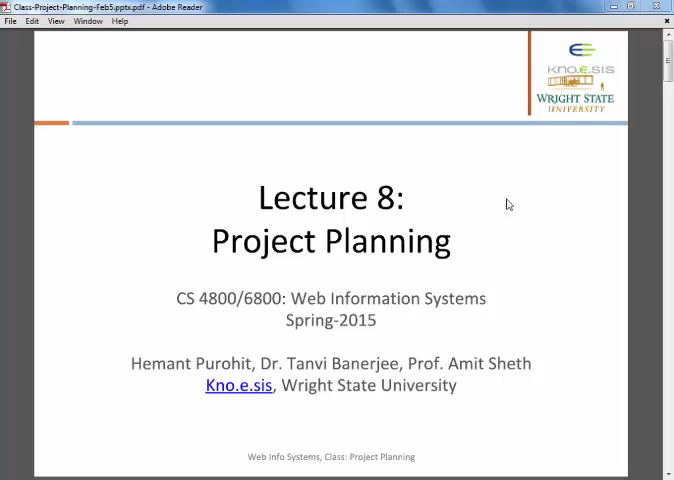 Class-Project-Planning-Feb5.pptx.pdf - Adobe Reader
File Edit View Window Help
kno.e.sis
WRIGHT STATE
UNIVERSITY
Lecture 8:
Project Planning
CS 4800/6800: Web Information Systems
Spring-2015
Hemant Purohit, Dr. Tanvi Banerjee, Prof. Amit Sheth
Kno.e.sis, Wright State University
Web Info Systems, Class: Project Planning